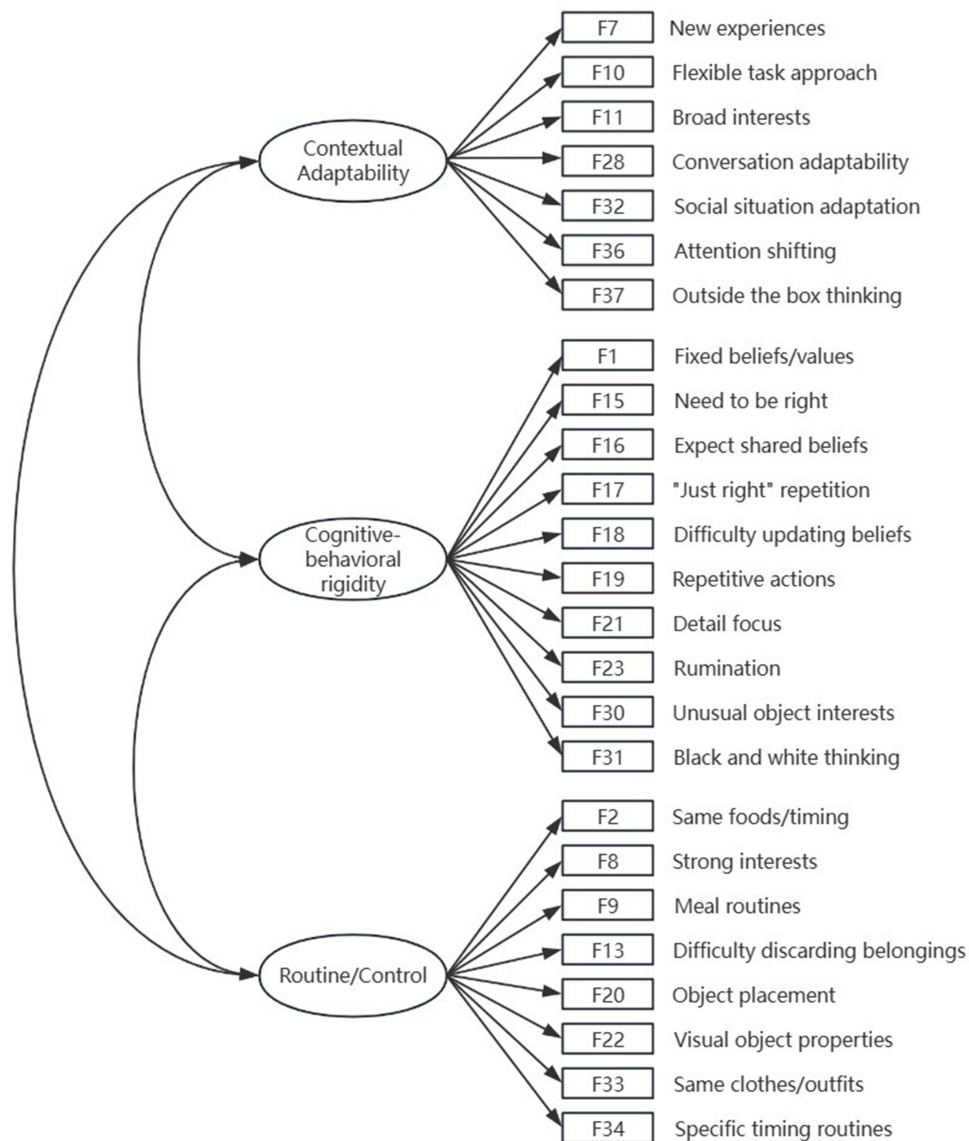 F7 New experiences
F10 Flexible task approach
F11 Broad interests
Contextual
Adaptability
F28 Conversation adaptability
F32 Social situation adaptation
F36 Attention shifting
F37 Outside the box thinking
F1 Fixed beliefs/values
F15 Need to be right
F16 Expect shared beliefs
F17 "Just right" repetition
Cognitive-
behavioral
rigidity
F18 Difficulty updating beliefs
F19 Repetitive actions
F21 Detail focus
F23 Rumination
F30 Unusual object interests
F31 Black and white thinking
F2 Same foods/timing
F8 Strong interests
F9 Meal routines
F13 Difficulty discarding belongings
Routine/Control
F20 Object placement
F22 Visual object properties
F33 Same clothes/outfits
F34 Specific timing routines